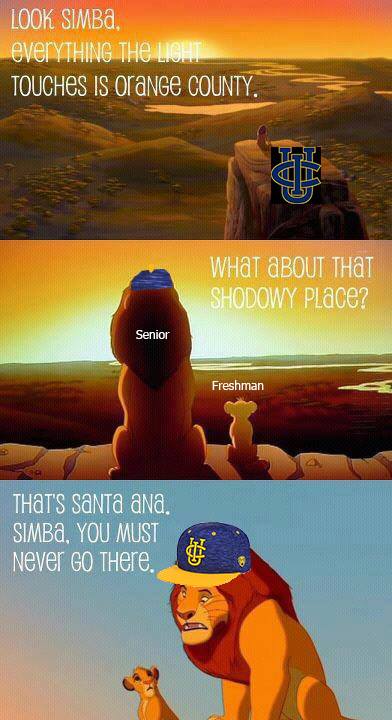 LOOK SIMBA,
EVERYTHING THE LIGHT
TOUCHES IS ORANGE COUNTY.
UCI
WHAT ABOUT THAT
SHODOWY PLACE?
Senior
Freshman
THAT'S SANTA ANA.
SIMBA, YOU MUST
NEVER GO THERE.
UCI